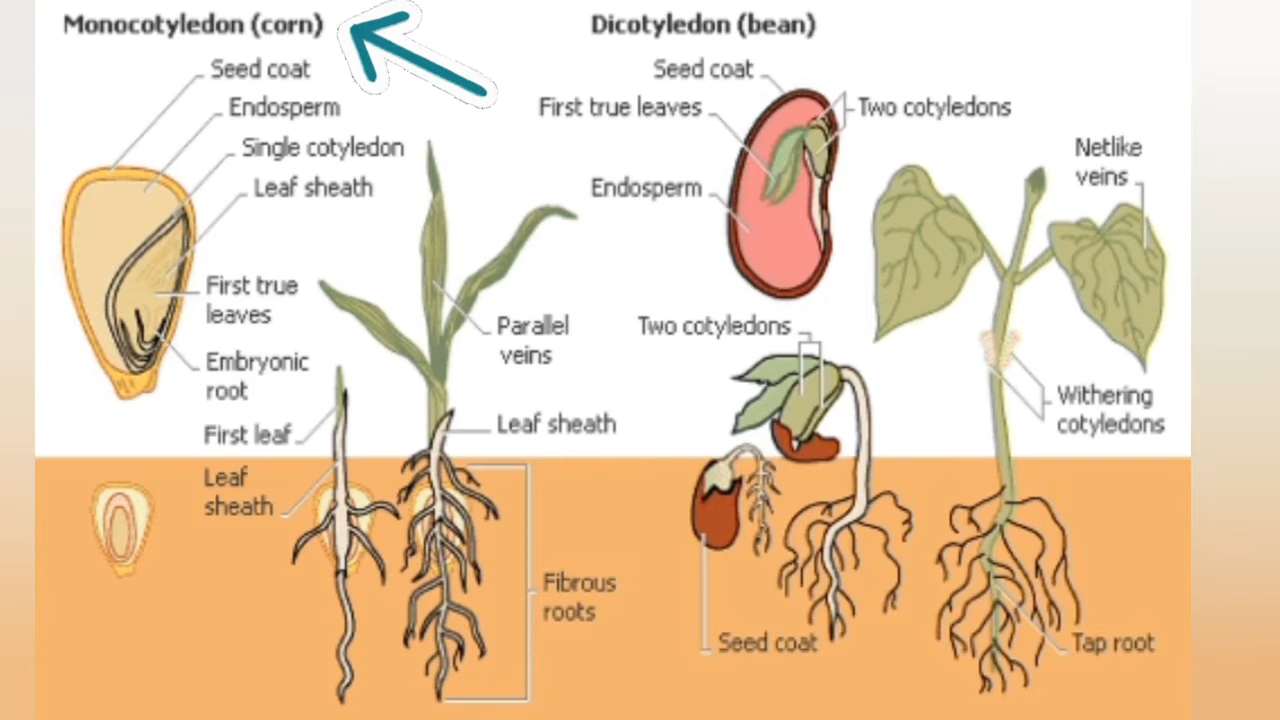 Monocotyledon (corn)
Seed coat
Endosperm
Single cotyledon
Leaf sheath
First true
leaves
Embryonic
root
First leaf
Leaf
sheath
Parallel
veins
Leaf sheath
Fibrous
roots
Dicotyledon (bean)
Seed coat
First true leaves
Two cotyledons
Endosperm
Netlike
veins
Two cotyledons
Withering
cotyledons
Seed coat
Tap root